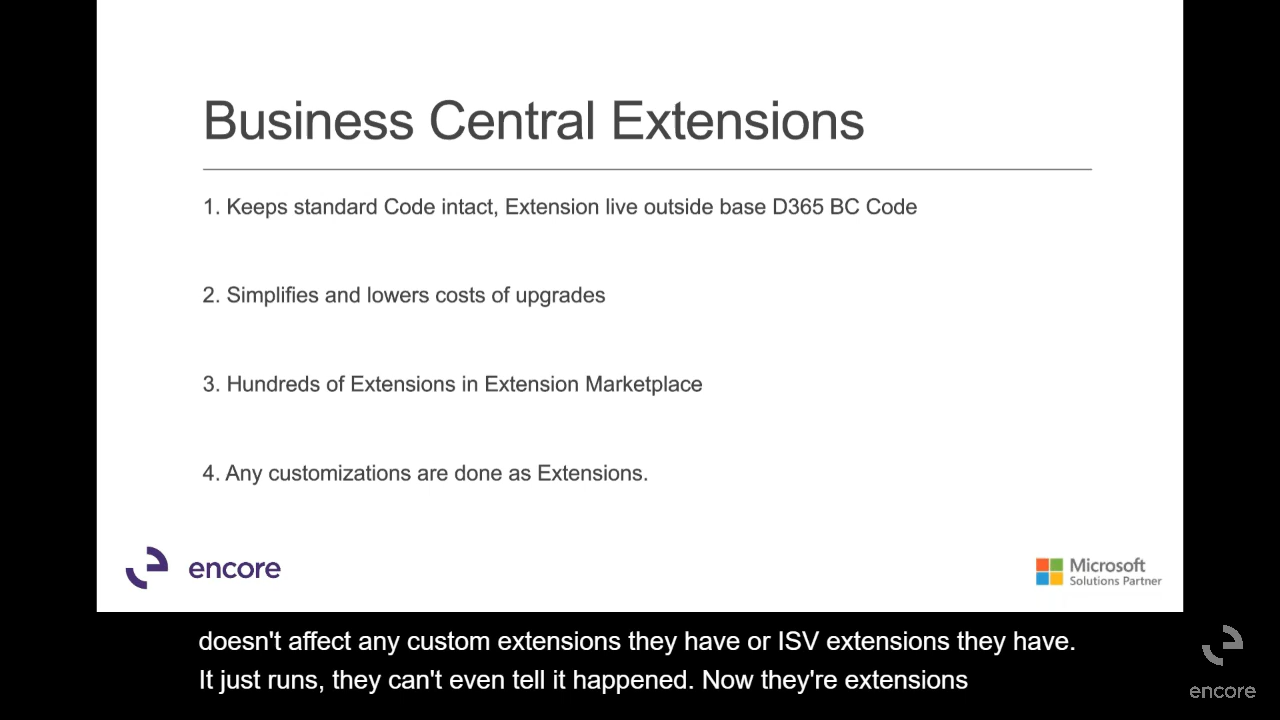 Business Central Extensions
1. Keeps standard Code intact, Extension live outside base D365 BC Code
2. Simplifies and lowers costs of upgrades
3. Hundreds of Extensions in Extension Marketplace
4. Any customizations are done as Extensions.
encore
Microsoft
Solutions Partner
doesn't affect any custom extensions they have or ISV extensions they have.
It just runs, they can't even tell it happened. Now they're extensions
encore